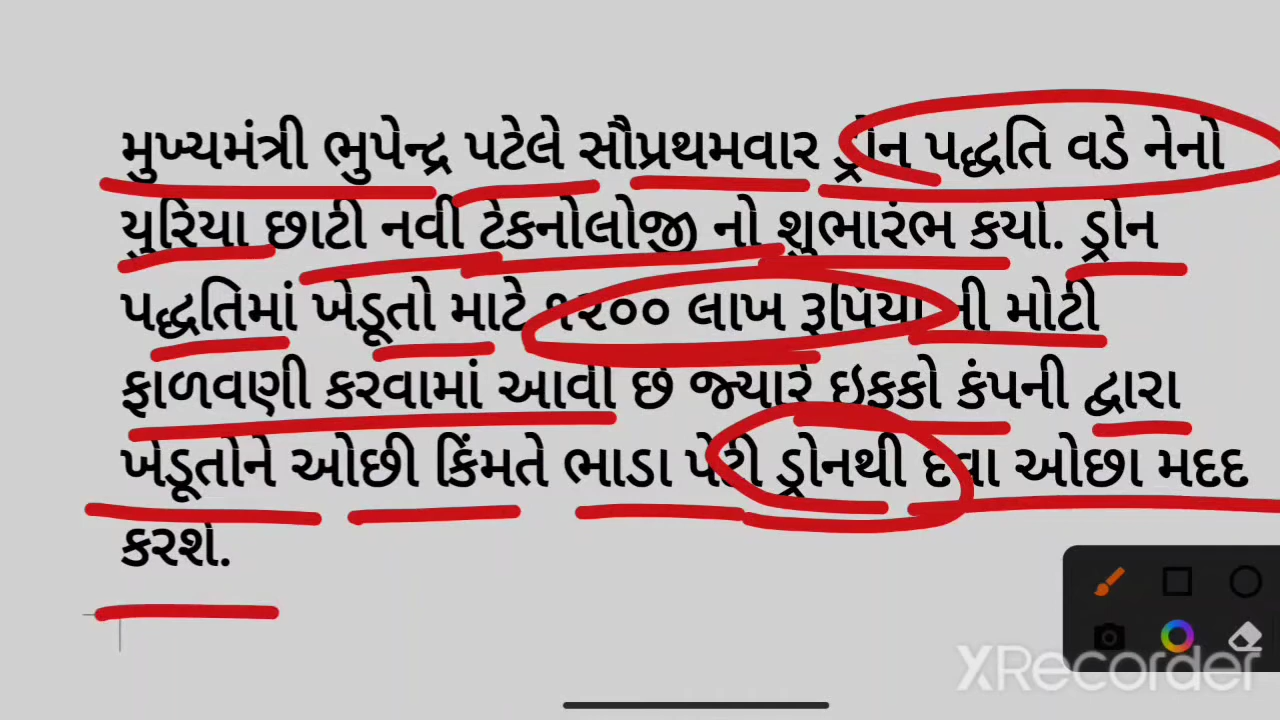 મુખ્યમંત્રી ભુપેન્દ્ર પટેલે સૌપ્રથમવાર ડ્રોન પદ્ધતિ વડે નેનો
યુરિયા છાટી નવી ટેકનોલોજી નો શુભારંભ કર્યો. ડ્રોન
પદ્ધતિમાં ખેડૂતો માટે ૧૨૦૦ લાખ રૂપિયા ની મોટી
ફાળવણી કરવામાં આવી છે જ્યારે ઇફકો કંપની દ્વારા
ખેડૂતોને ઓછી કિંમતે ભાડા પેટી ડ્રોનથી દવા ઓછા મદદ
કરશે.
XRecorder